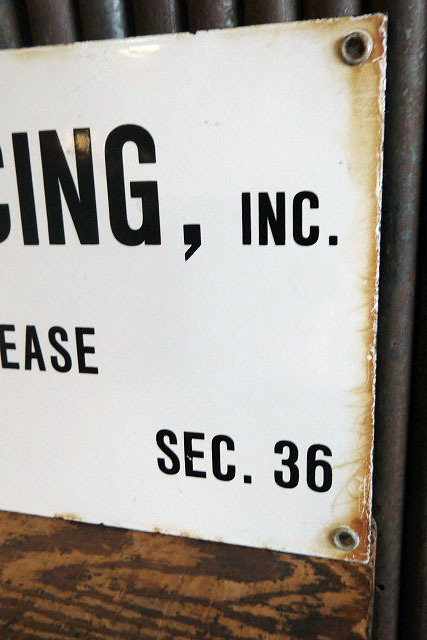 CING, INC.
EASE
SEC. 36